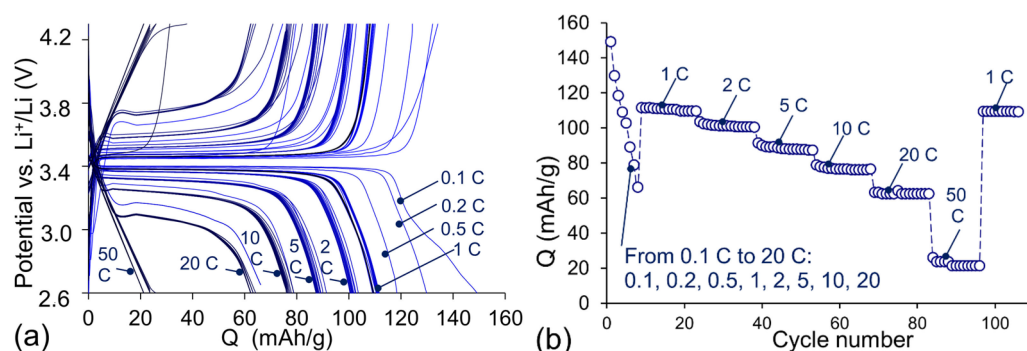 4.2
3.8
3.4
3.0
2.6
Potential vs. Li⁺/Li (V)
0.1 C
0.2 C
0.5 C
1 C
2
C
5
C
10
C
20 C
50
C
0 20 40 60 80 100 120 140 160
Q (mAh/g)
(a)
160
140
120
100
80
60
40
20
0
Q (mAh/g)
1 C
2 C
5 C
10 C
20 C
50
C
1 C
From 0.1 C to 20 C:
0.1, 0.2, 0.5, 1, 2, 5, 10, 20
0 20 40 60 80 100
Cycle number
(b)